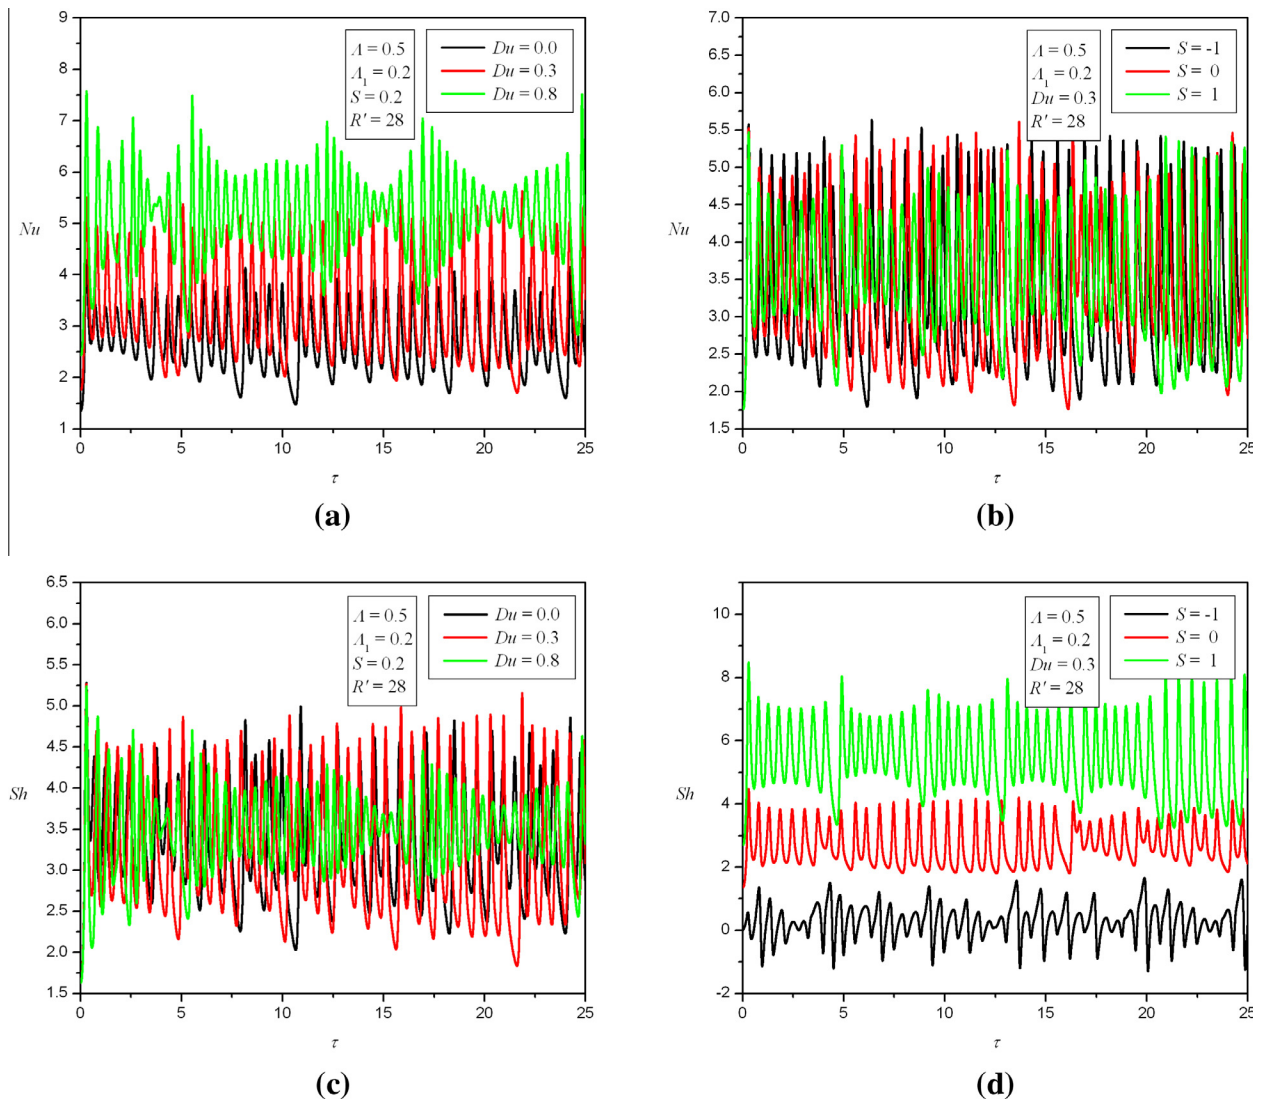 9
8
7
6
5
4
3
2
1
Nu
0 5 10 15 20 25
τ
Λ = 0.5
Λ₁ = 0.2
S = 0.2
R' = 28
Du = 0.0
Du = 0.3
Du = 0.8
(a)
7.0
6.5
6.0
5.5
5.0
4.5
4.0
3.5
3.0
2.5
2.0
1.5
Nu
0 5 10 15 20 25
τ
Λ = 0.5
Λ₁ = 0.2
Du = 0.3
R' = 28
S = -1
S = 0
S = 1
(b)
6.5
6.0
5.5
5.0
4.5
4.0
3.5
3.0
2.5
2.0
1.5
Sh
0 5 10 15 20 25
τ
Λ = 0.5
Λ₁ = 0.2
S = 0.2
R' = 28
Du = 0.0
Du = 0.3
Du = 0.8
(c)
10
8
6
4
2
0
-2
Sh
0 5 10 15 20 25
τ
Λ = 0.5
Λ₁ = 0.2
Du = 0.3
R' = 28
S = -1
S = 0
S = 1
(d)